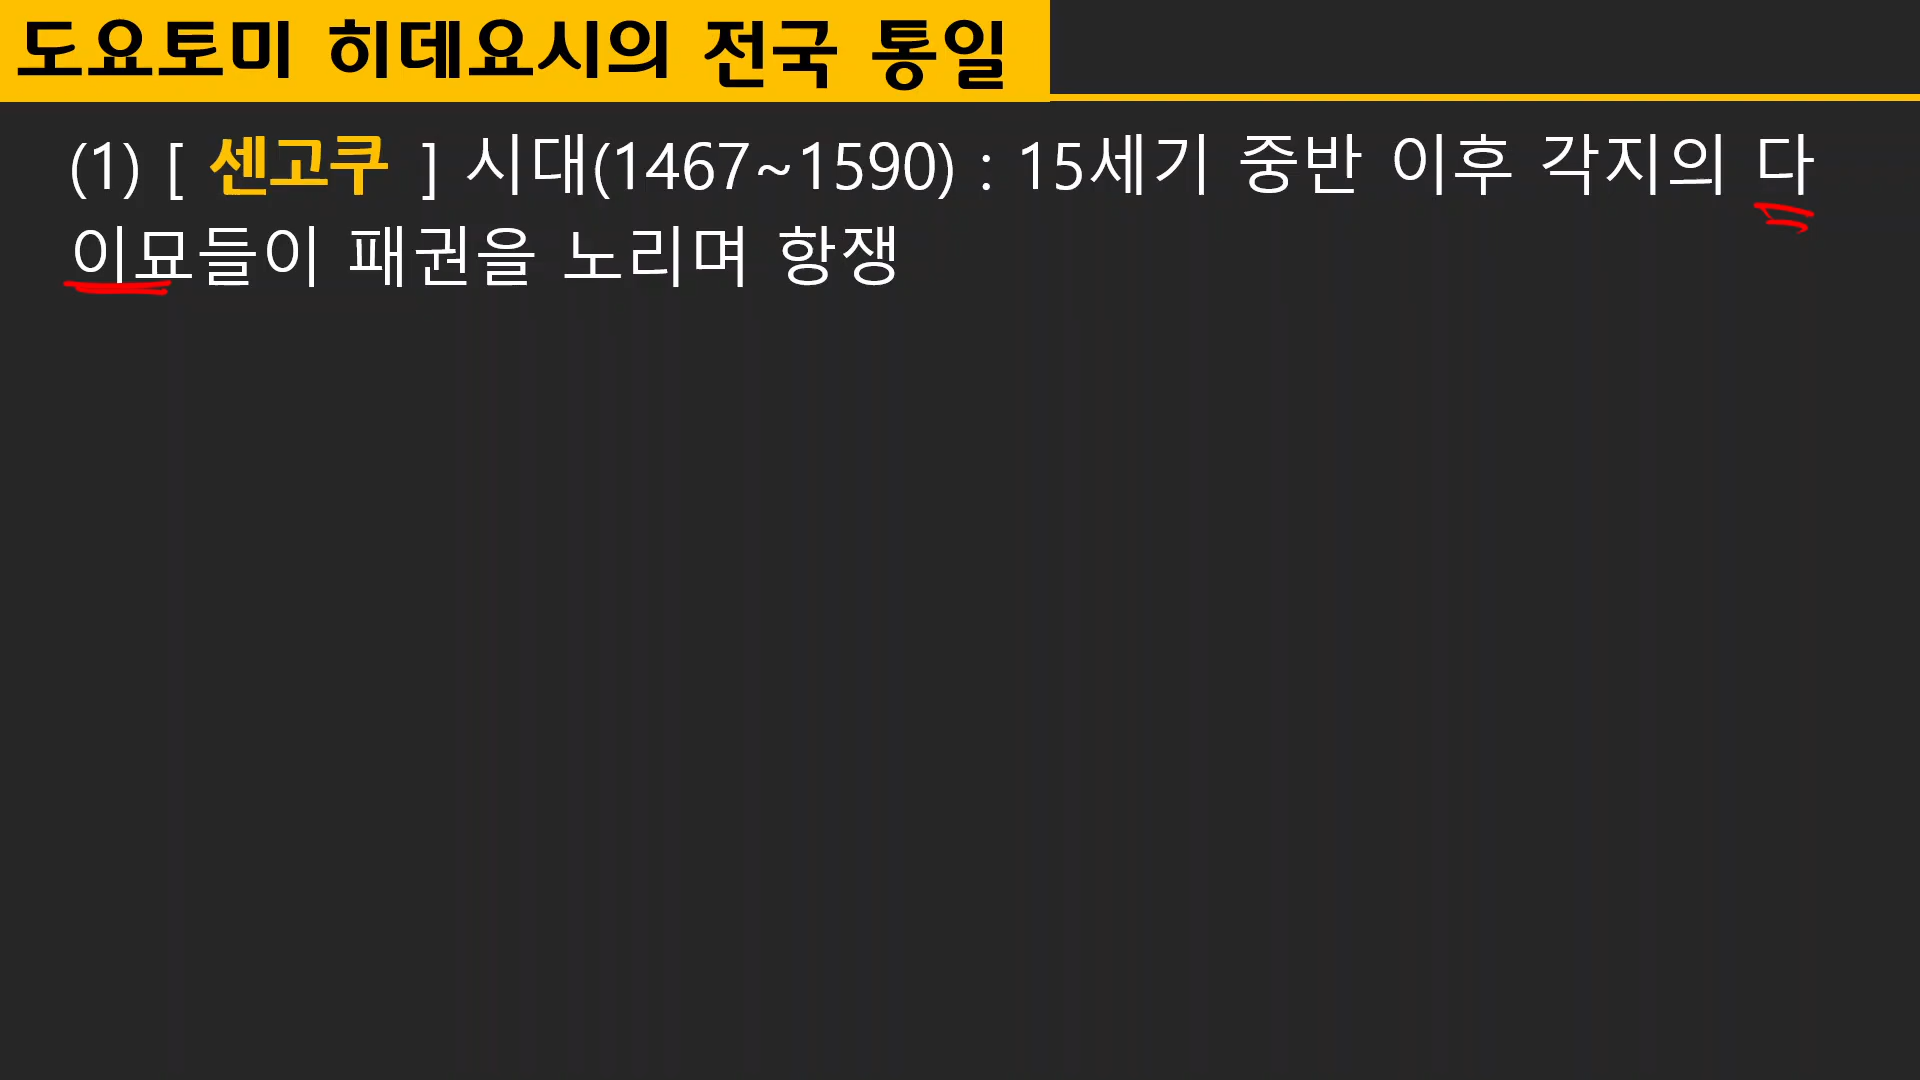 도요토미 히데요시의 전국 통일
(1) [ 센고쿠 ] 시대(1467~1590) : 15세기 중반 이후 각지의 다
이묘들이 패권을 노리며 항쟁